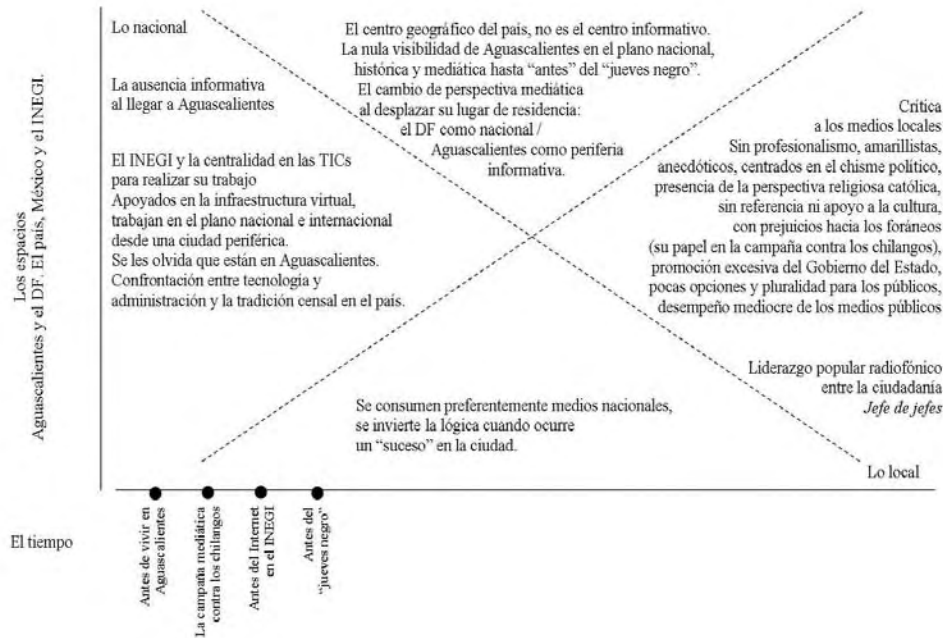 Lo nacional
La ausencia informativa
al llegar a Aguascalientes
El INEGI y la centralidad en las TICs
para realizar su trabajo
Apoyados en la infraestructura virtual,
trabajan en el plano nacional e internacional
desde una ciudad periférica.
Se les olvida que están en Aguascalientes.
Confrontación entre tecnología y
administración y la tradición censal en el país.
El centro geográfico del país, no es el centro informativo.
La nula visibilidad de Aguascalientes en el plano nacional,
histórica y mediática hasta “antes” del “jueves negro”.
El cambio de perspectiva mediática
al desplazar su lugar de residencia:
el DF como nacional /
Aguascalientes como periferia
informativa.
Crítica
a los medios locales
Sin profesionalismo, amarillistas,
anecdóticos, centrados en el chisme político,
presencia de la perspectiva religiosa católica,
sin referencia ni apoyo a la cultura,
con prejuicios hacia los foráneos
(su papel en la campaña contra los chilangos),
promoción excesiva del Gobierno del Estado,
pocas opciones y pluralidad para los públicos,
desempeño mediocre de los medios públicos
Liderazgo popular radiofónico
entre la ciudadanía
Jefe de jefes
Se consumen preferentemente medios nacionales,
se invierte la lógica cuando ocurre
un “suceso” en la ciudad.
Lo local
Los espacios
Aguascalientes y el DF. El país, México y el INEGI.
El tiempo
Antes de vivir en
Aguascalientes
La campaña mediática
contra los chilangos
Antes del Internet
en el INEGI
Antes del
“jueves negro”